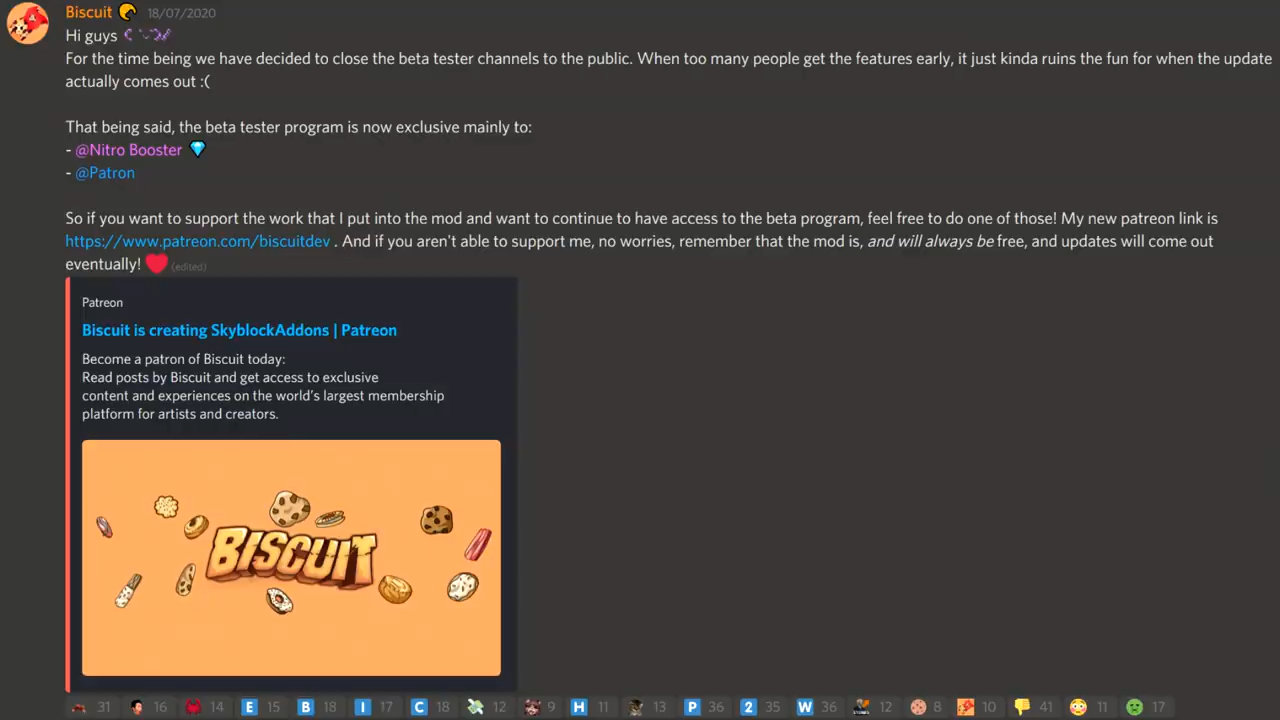 Biscuit 18/07/2020
Hi guys
For the time being we have decided to close the beta tester channels to the public. When too many people get the features early, it just kinda ruins the fun for when the update
actually comes out :(
That being said, the beta tester program is now exclusive mainly to:
- @Nitro Booster 💎
- @Patron
So if you want to support the work that I put into the mod and want to continue to have access to the beta program, feel free to do one of those! My new patreon link is
https://www.patreon.com/biscuitdev . And if you aren't able to support me, no worries, remember that the mod is, and will always be free, and updates will come out
eventually! ❤️ (edited)
Patreon
Biscuit is creating SkyblockAddons | Patreon
Become a patron of Biscuit today:
Read posts by Biscuit and get access to exclusive
content and experiences on the world's largest membership
platform for artists and creators.
BISCUIT
31 16 14 E 15 B 18 I 17 C 18 12 9 H 11 13 P 36 2 35 W 36 12 8 10 41 11 17